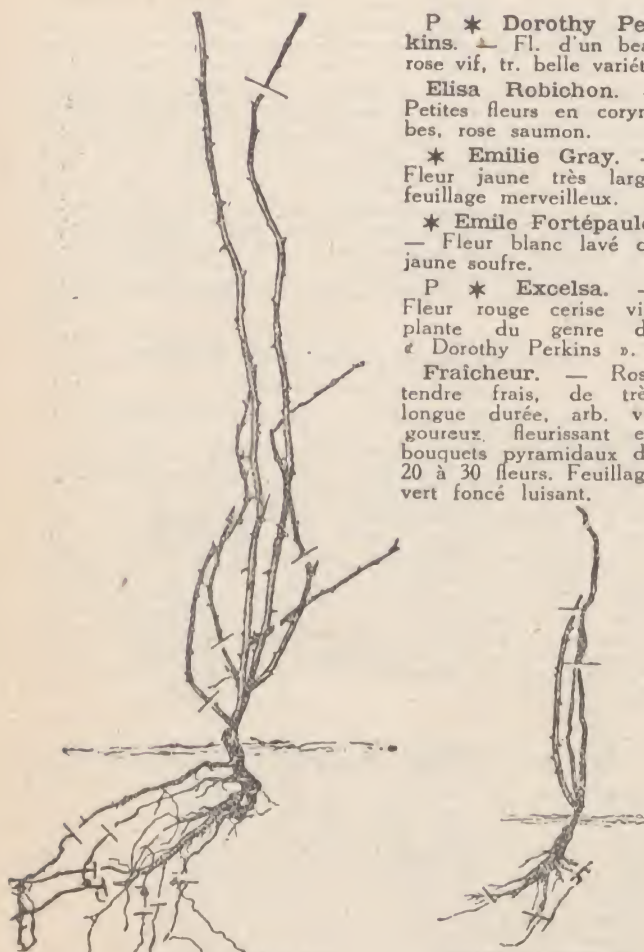 P ✶ Dorothy Pe
kins. — Fl. d'un bea
rose vif, tr. belle variét
Elisa Robichon. -
Petites fleurs en corym
bes, rose saumon.
✶ Emilie Gray. -
Fleur jaune très larg
feuillage merveilleux.
✶ Emile Fortépaule
— Fleur blanc lavé d
jaune soufre.
P ✶ Excelsa. —
Fleur rouge cerise vi
plante du genre d
« Dorothy Perkins ».
Fraîcheur. — Ros
tendre frais, de trè
longue durée, arb. v
goureux, fleurissant e
bouquets pyramidaux d
20 à 30 fleurs. Feuillag
vert foncé luisant.